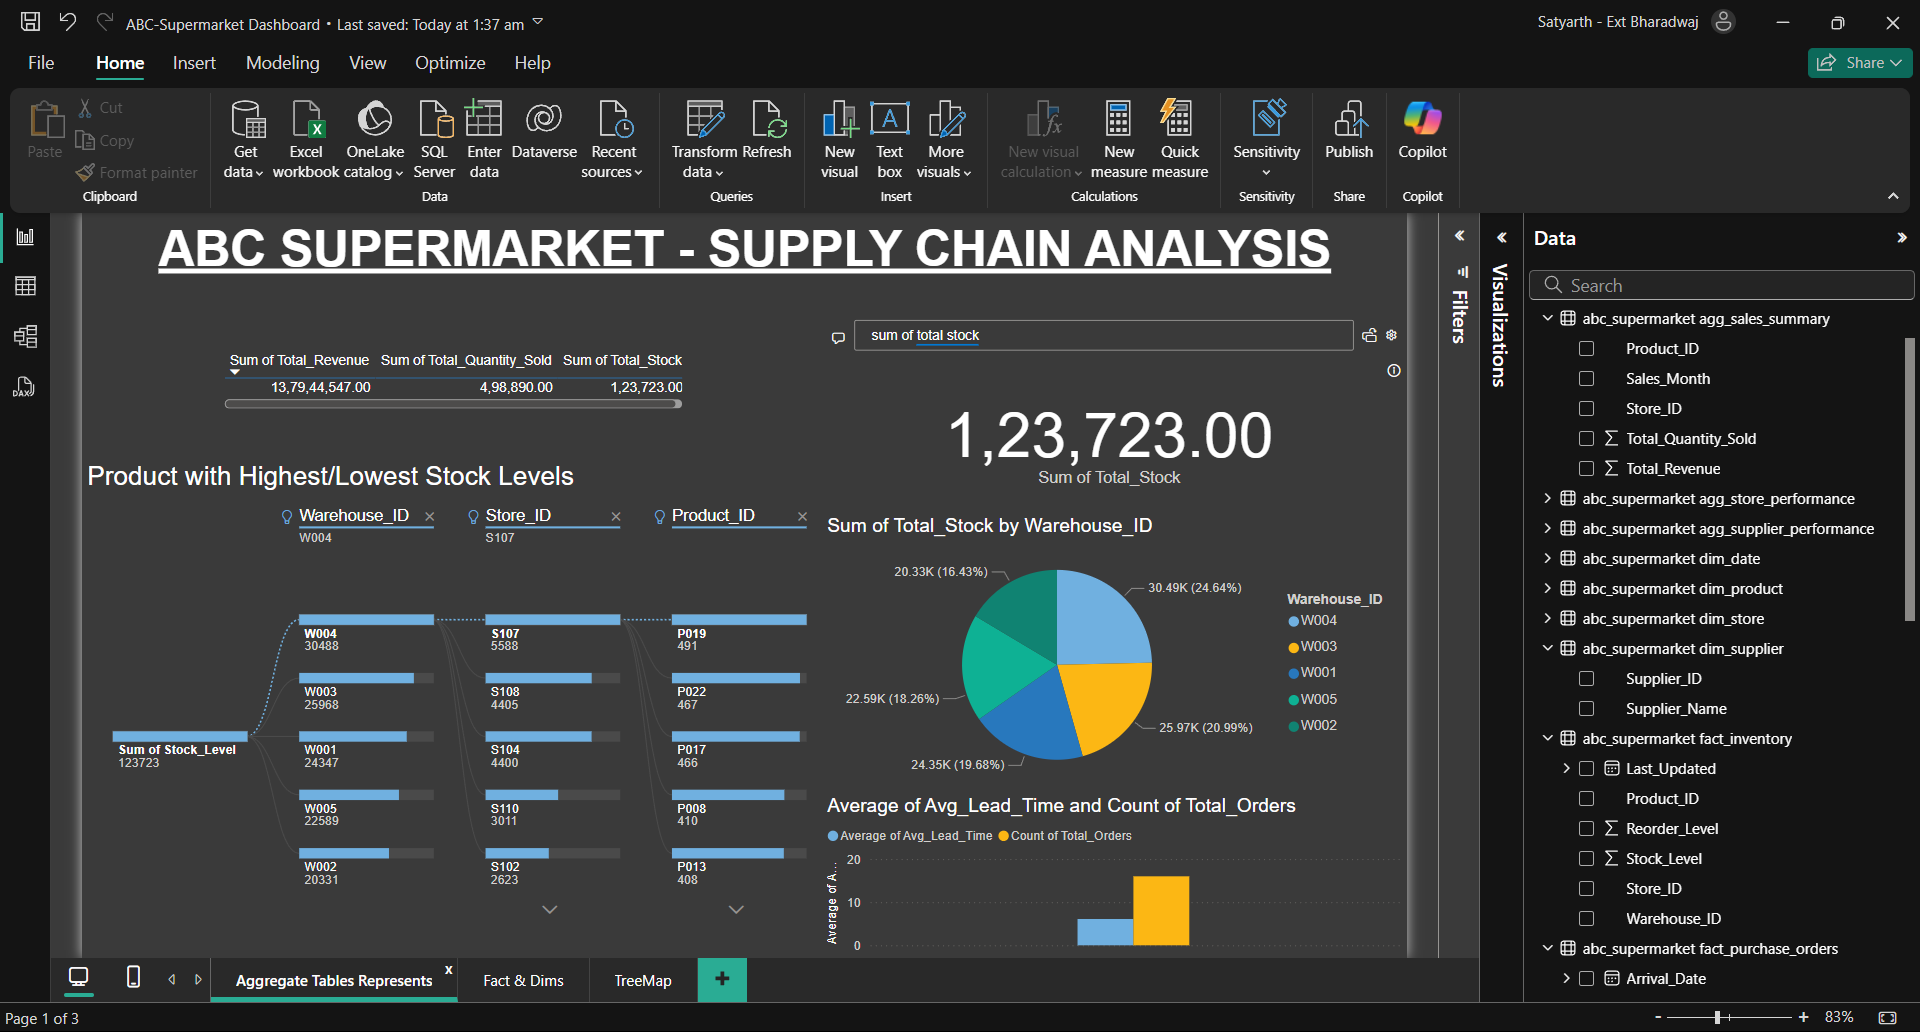 ABC-Supermarket Dashboard • Last saved: Today at 1:37 am
Satyarth - Ext Bharadwaj
File
Home
Insert
Modeling
View
Optimize
Help
Share
Paste
Cut
Copy
Format painter
Clipboard
Get data
Excel workbook
OneLake catalog
SQL Server
Enter data
Dataverse
Recent sources
Data
Transform data
Refresh
Queries
New visual
Text box
More visuals
Insert
New visual calculation
New measure
Quick measure
Calculations
Sensitivity
Sensitivity
Publish
Share
Copilot
Copilot
ABC SUPERMARKET - SUPPLY CHAIN ANALYSIS
Sum of Total_Revenue Sum of Total_Quantity_Sold Sum of Total_Stock
13,79,44,547.00 4,98,890.00 1,23,723.00
sum of total stock
1,23,723.00
Sum of Total_Stock
Product with Highest/Lowest Stock Levels
Warehouse_ID
W004
Store_ID
S107
Product_ID
Sum of Stock_Level
123723
W004
30488
W003
25968
W001
24347
W005
22589
W002
20331
S107
5588
S108
4405
S104
4400
S110
3011
S102
2623
P019
491
P022
467
P017
466
P008
410
P013
408
Sum of Total_Stock by Warehouse_ID
20.33K (16.43%)
30.49K (24.64%)
22.59K (18.26%)
25.97K (20.99%)
24.35K (19.68%)
Warehouse_ID
W004
W003
W001
W005
W002
Average of Avg_Lead_Time and Count of Total_Orders
Average of Avg_Lead_Time Count of Total_Orders
Average of A...
20
10
0
Filters
Visualizations
Data
Search
abc_supermarket agg_sales_summary
Product_ID
Sales_Month
Store_ID
Total_Quantity_Sold
Total_Revenue
abc_supermarket agg_store_performance
abc_supermarket agg_supplier_performance
abc_supermarket dim_date
abc_supermarket dim_product
abc_supermarket dim_store
abc_supermarket dim_supplier
Supplier_ID
Supplier_Name
abc_supermarket fact_inventory
Last_Updated
Product_ID
Reorder_Level
Stock_Level
Store_ID
Warehouse_ID
abc_supermarket fact_purchase_orders
Arrival_Date
Aggregate Tables Represents x
Fact & Dims
TreeMap
Page 1 of 3
83%
DAX